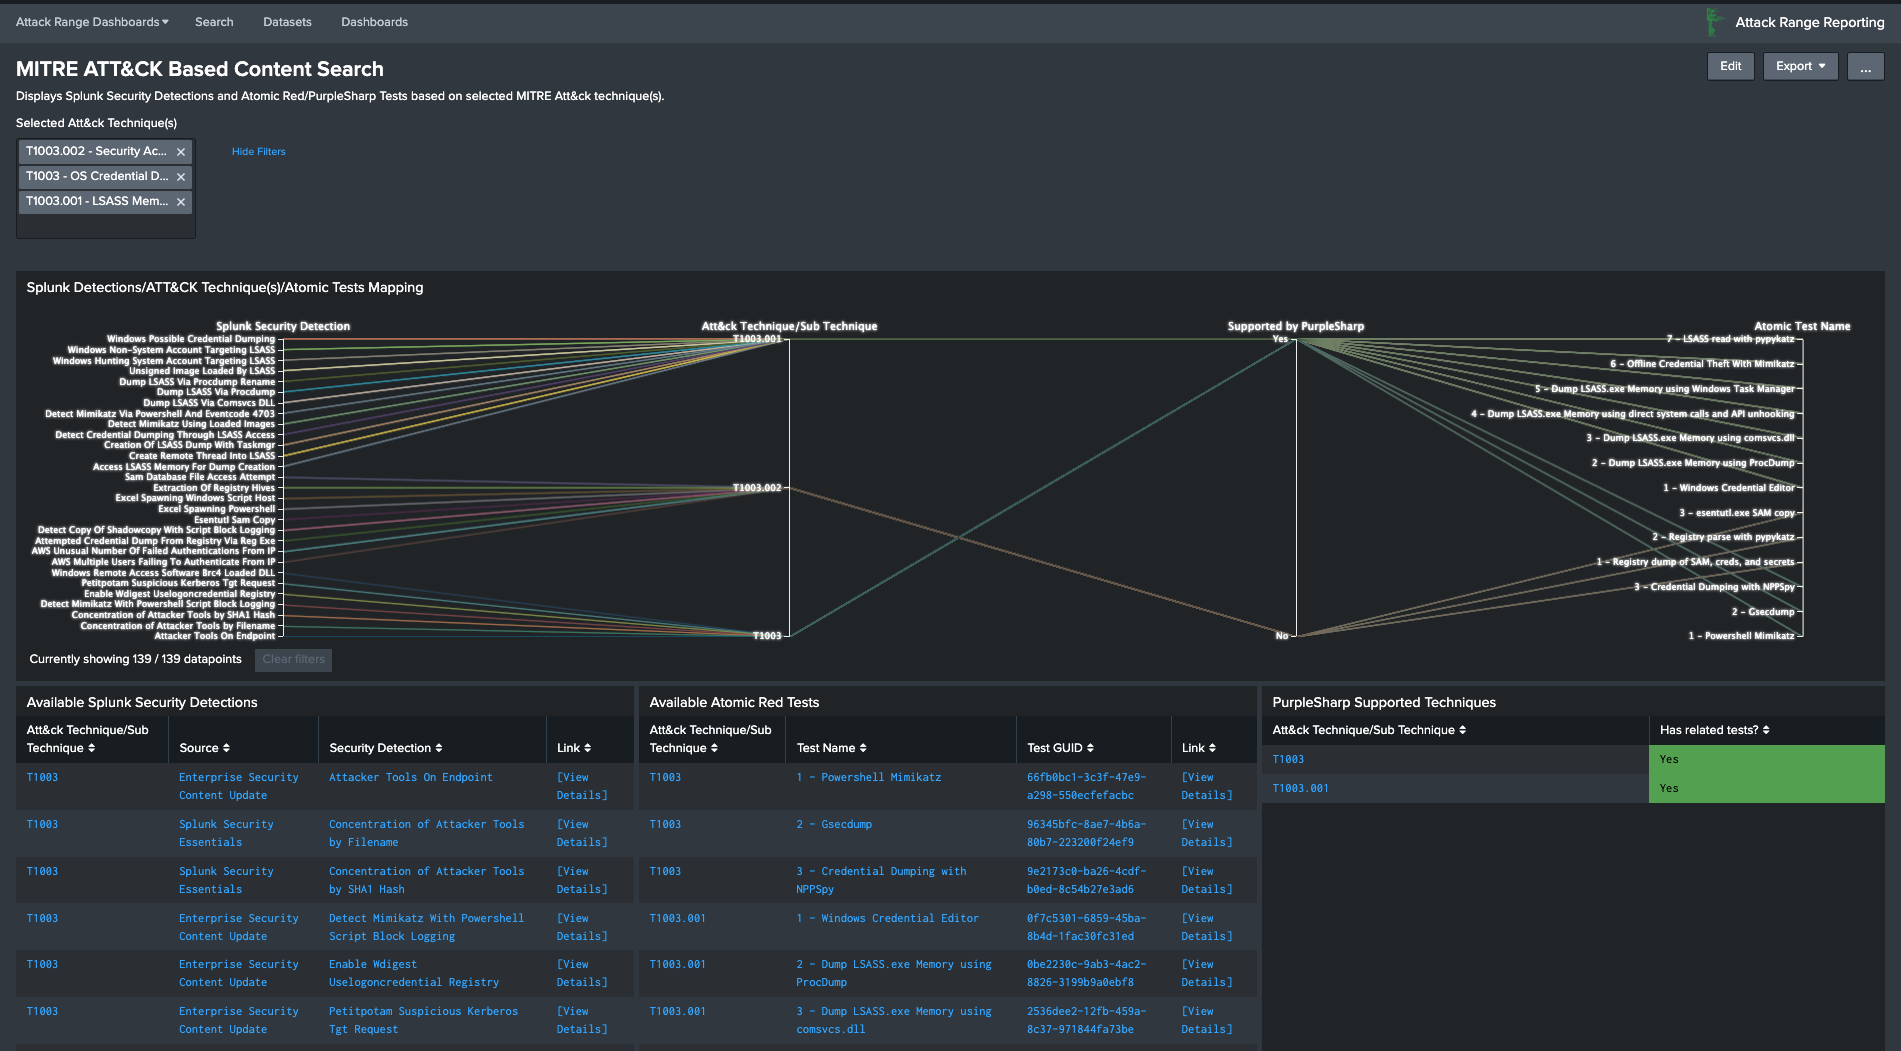 Attack Range Dashboards
Search
Datasets
Dashboards
Attack Range Reporting
MITRE ATT&CK Based Content Search
Edit
Export
...
Displays Splunk Security Detections and Atomic Red/PurpleSharp Tests based on selected MITRE Att&ck technique(s).
Selected Att&ck Technique(s)
T1003.002 - Security Ac...
Hide Filters
T1003 - OS Credential D...
T1003.001 - LSASS Mem...
Splunk Detections/ATT&CK Technique(s)/Atomic Tests Mapping
Splunk Security Detection
Windows Possible Credential Dumping
Windows Non-System Account Targeting LSASS
Windows Hunting System Account Targeting LSASS
Unsigned Image Loaded By LSASS
Dump LSASS Via Procdump Rename
Dump LSASS Via Procdump
Dump LSASS Via Comsvcs DLL
Detect Mimikatz Via Powershell And Eventcode 4703
Detect Mimikatz Using Loaded Images
Detect Credential Dumping Through LSASS Access
Creation Of LSASS Dump With Taskmgr
Create Remote Thread Into LSASS
Access LSASS Memory For Dump Creation
Sam Database File Access Attempt
Extraction Of Registry Hives
Excel Spawning Windows Script Host
Excel Spawning Powershell
Esentutl Sam Copy
Detect Copy Of Shadowcopy With Script Block Logging
Attempted Credential Dump From Registry Via Reg Exe
AWS Unusual Number Of Failed Authentications From IP
AWS Multiple Users Failing To Authenticate From IP
Windows Remote Access Software Brc4 Loaded DLL
Petitpotam Suspicious Kerberos Tgt Request
Enable Wdigest Uselogoncredential Registry
Detect Mimikatz With Powershell Script Block Logging
Concentration of Attacker Tools by SHA1 Hash
Concentration of Attacker Tools by Filename
Attacker Tools On Endpoint
Att&ck Technique/Sub Technique
T1003.001
T1003.002
T1003
Supported by PurpleSharp
Yes
No
Atomic Test Name
7 - LSASS read with pypykatz
6 - Offline Credential Theft With Mimikatz
5 - Dump LSASS.exe Memory using Windows Task Manager
4 - Dump LSASS.exe Memory using direct system calls and API unhooking
3 - Dump LSASS.exe Memory using comsvcs.dll
2 - Dump LSASS.exe Memory using ProcDump
1 - Windows Credential Editor
3 - esentutl.exe SAM copy
2 - Registry parse with pypykatz
1 - Registry dump of SAM, creds, and secrets
3 - Credential Dumping with NPPSpy
2 - Gsecdump
1 - Powershell Mimikatz
Currently showing 139 / 139 datapoints
Clear filters
Available Splunk Security Detections
Att&ck Technique/Sub
Technique
Source
Security Detection
Link
T1003
Enterprise Security
Content Update
Attacker Tools On Endpoint
[View
Details]
T1003
Splunk Security
Essentials
Concentration of Attacker Tools
by Filename
[View
Details]
T1003
Splunk Security
Essentials
Concentration of Attacker Tools
by SHA1 Hash
[View
Details]
T1003
Enterprise Security
Content Update
Detect Mimikatz With Powershell
Script Block Logging
[View
Details]
T1003
Enterprise Security
Content Update
Enable Wdigest
Uselogoncredential Registry
[View
Details]
T1003
Enterprise Security
Content Update
Petitpotam Suspicious Kerberos
Tgt Request
[View
Details]
Available Atomic Red Tests
Att&ck Technique/Sub
Technique
Test Name
Test GUID
Link
T1003
1 - Powershell Mimikatz
66fb0bc1-3c3f-47e9-
a298-550ecfefacbc
[View
Details]
T1003
2 - Gsecdump
96345bfc-8ae7-4b6a-
80b7-223200f24ef9
[View
Details]
T1003
3 - Credential Dumping with
NPPSpy
9e2173c0-ba26-4cdf-
b0ed-8c54b27e3ad6
[View
Details]
T1003.001
1 - Windows Credential Editor
0f7c5301-6859-45ba-
8b4d-1fac30fc31ed
[View
Details]
T1003.001
2 - Dump LSASS.exe Memory using
ProcDump
0be2230c-9ab3-4ac2-
8826-3199b9a0ebf8
[View
Details]
T1003.001
3 - Dump LSASS.exe Memory using
comsvcs.dll
2536dee2-12fb-459a-
8c37-971844fa73be
[View
Details]
PurpleSharp Supported Techniques
Att&ck Technique/Sub Technique
Has related tests?
T1003
Yes
T1003.001
Yes